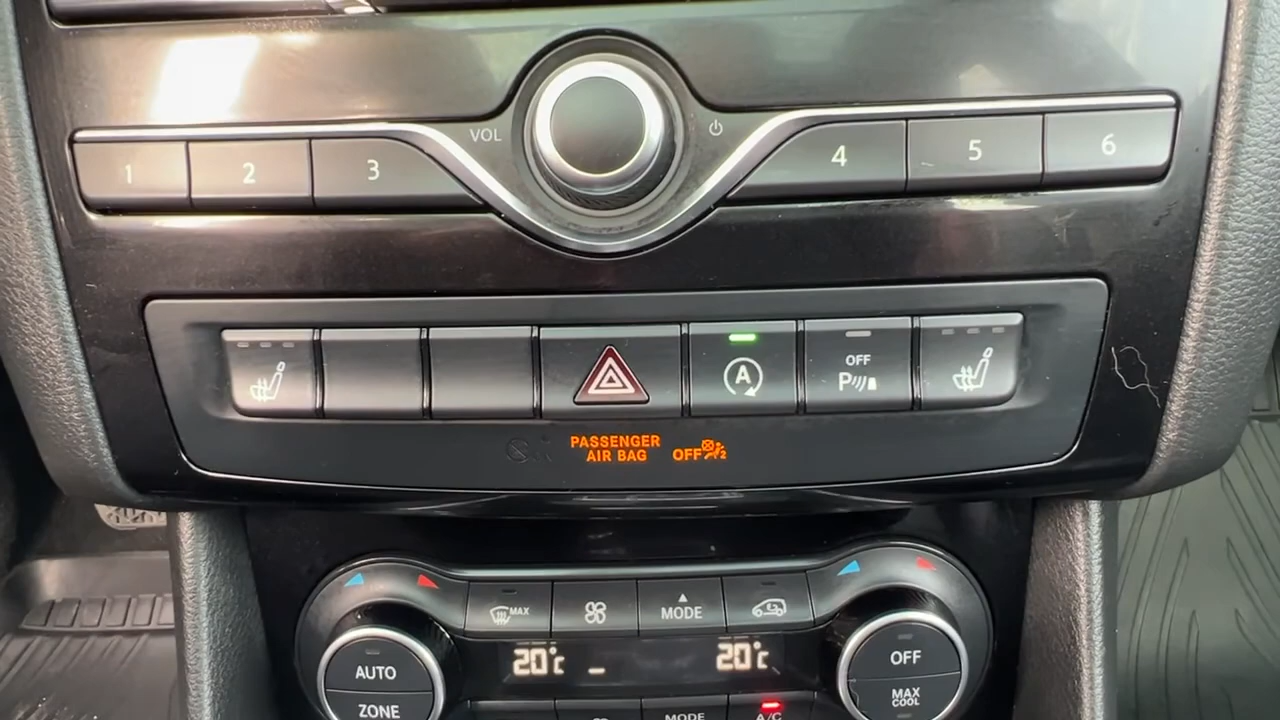 VOL
1 2 3 4 5 6
A
OFF
P
PASSENGER
AIR BAG OFF 2
MAX
MODE
20°c
20°c
AUTO
OFF
ZONE
MAX
COOL
MODE
A/C